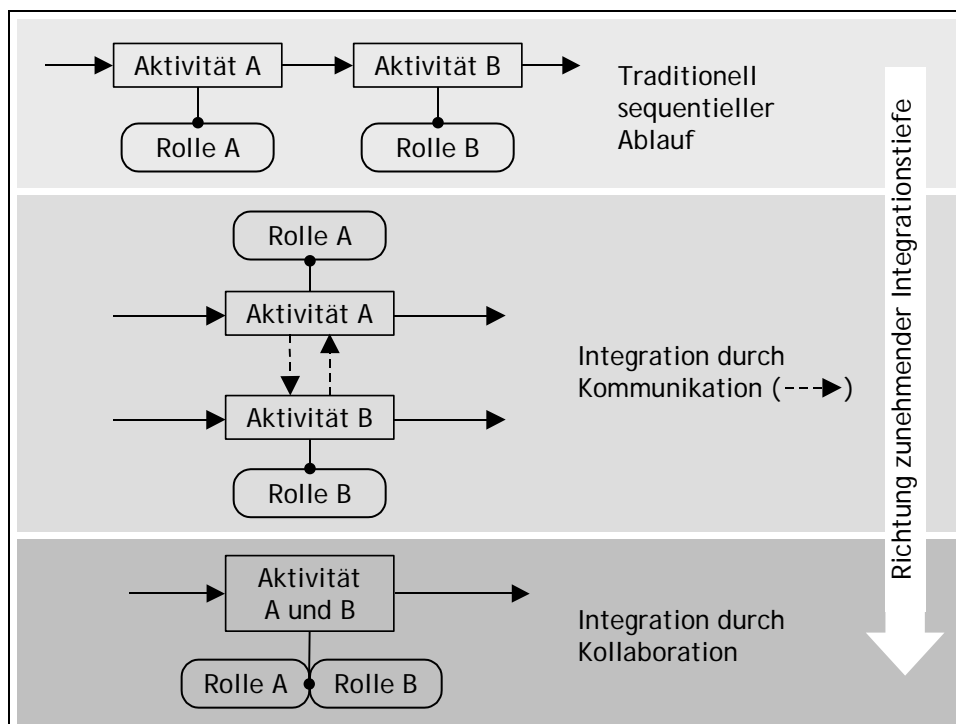 Aktivität A
Aktivität B
Rolle A
Rolle B
Traditionell
sequentieller
Ablauf
Rolle A
Aktivität A
Aktivität B
Rolle B
Integration durch
Kommunikation ( )
Aktivität
A und B
Rolle A
Rolle B
Integration durch
Kollaboration
Richtung zunehmender Integrationstiefe